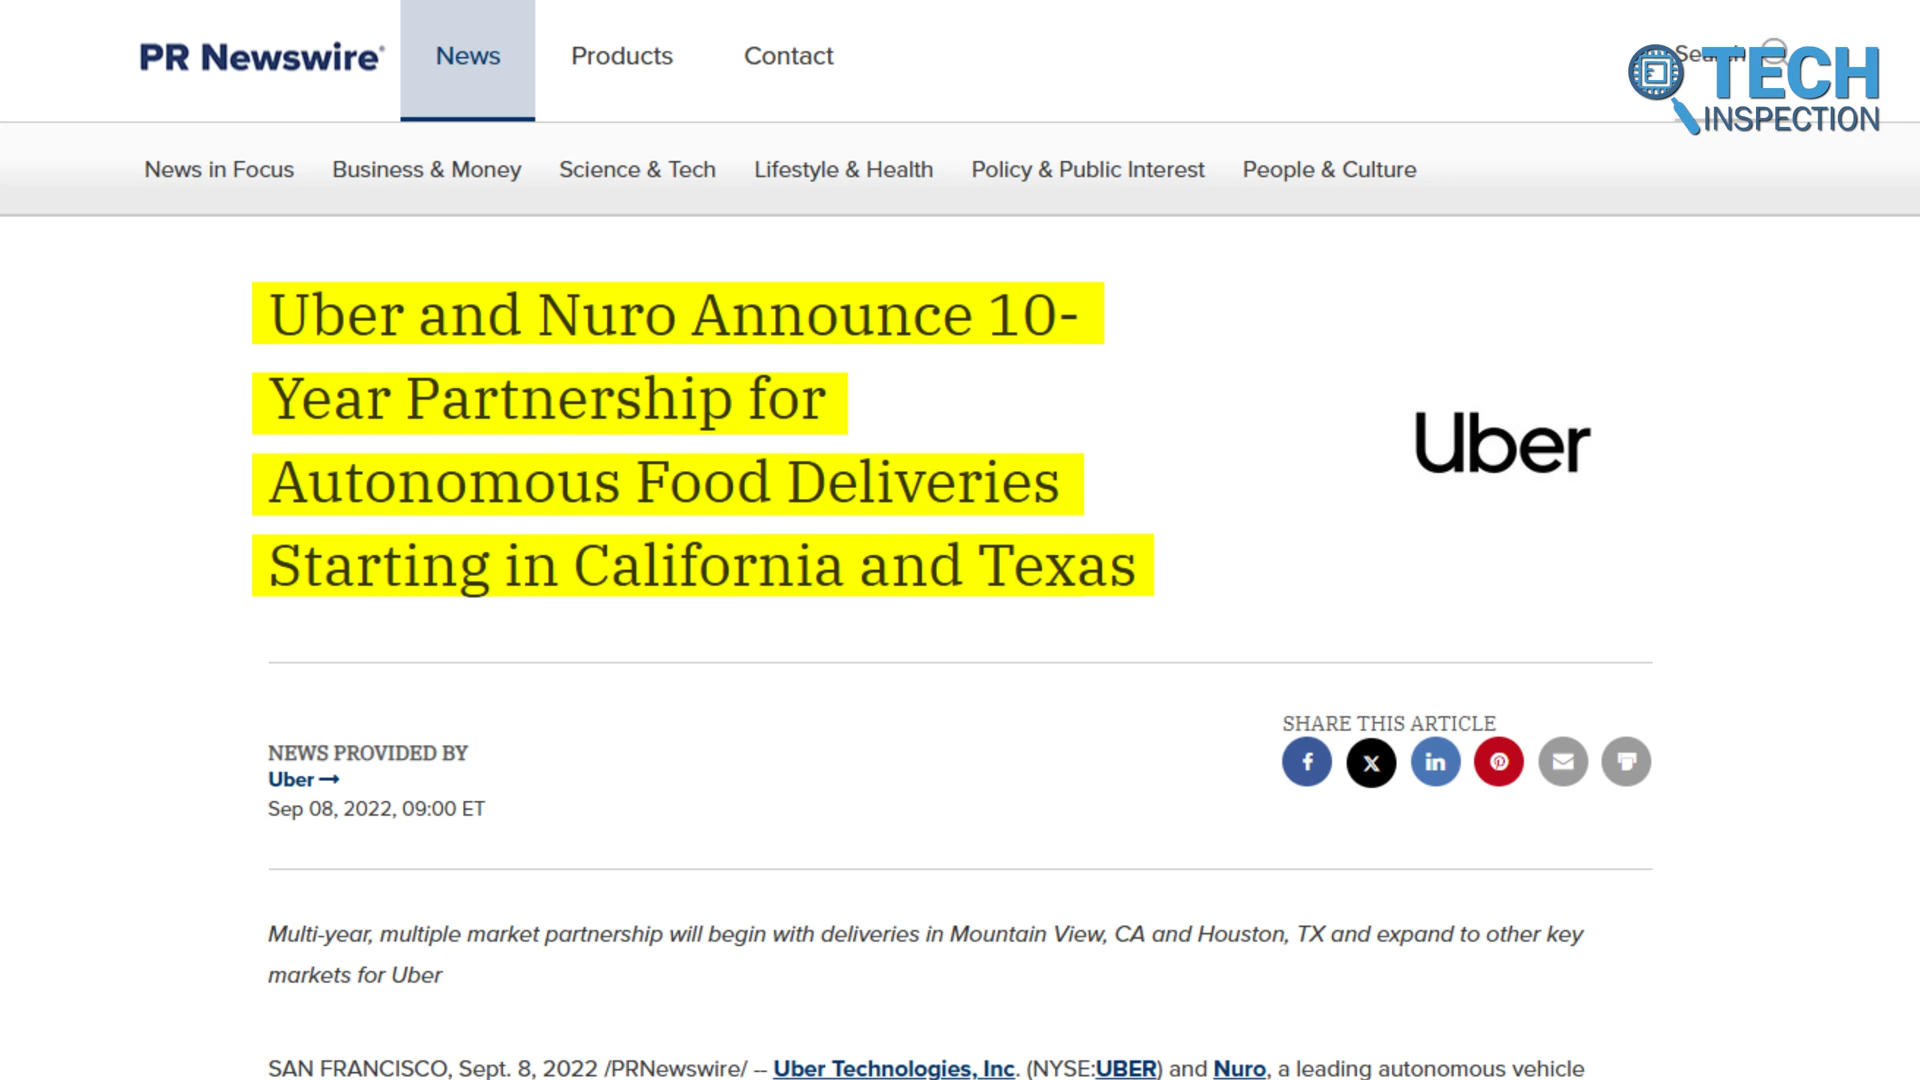 PR Newswire
News
Products
Contact
Search
TECH
INSPECTION
News in Focus
Business & Money
Science & Tech
Lifestyle & Health
Policy & Public Interest
People & Culture
Uber and Nuro Announce 10-
Year Partnership for
Autonomous Food Deliveries
Starting in California and Texas
Uber
SHARE THIS ARTICLE
NEWS PROVIDED BY
Uber →
Sep 08, 2022, 09:00 ET
Multi-year, multiple market partnership will begin with deliveries in Mountain View, CA and Houston, TX and expand to other key
markets for Uber
SAN FRANCISCO, Sept. 8, 2022 /PRNewswire/ -- Uber Technologies, Inc. (NYSE:UBER) and Nuro, a leading autonomous vehicle